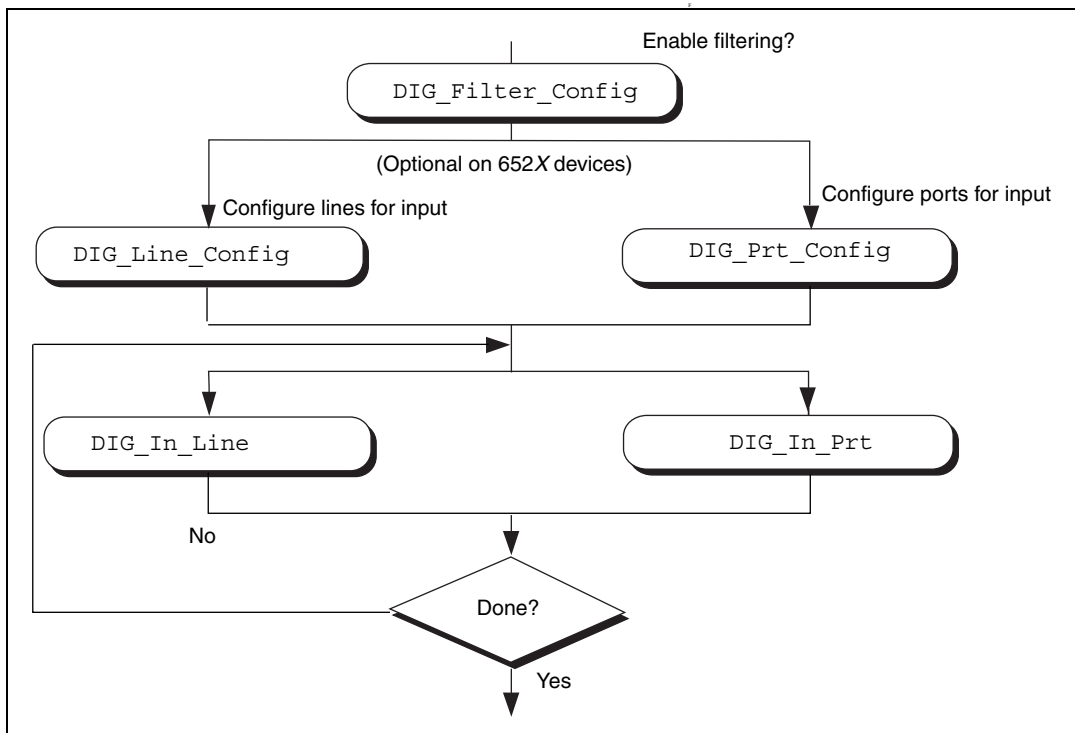 Enable filtering?
DIG_Filter_Config
(Optional on 652X devices)
Configure lines for input
Configure ports for input
DIG_Line_Config
DIG_Prt_Config
DIG_In_Line
DIG_In_Prt
No
Done?
Yes